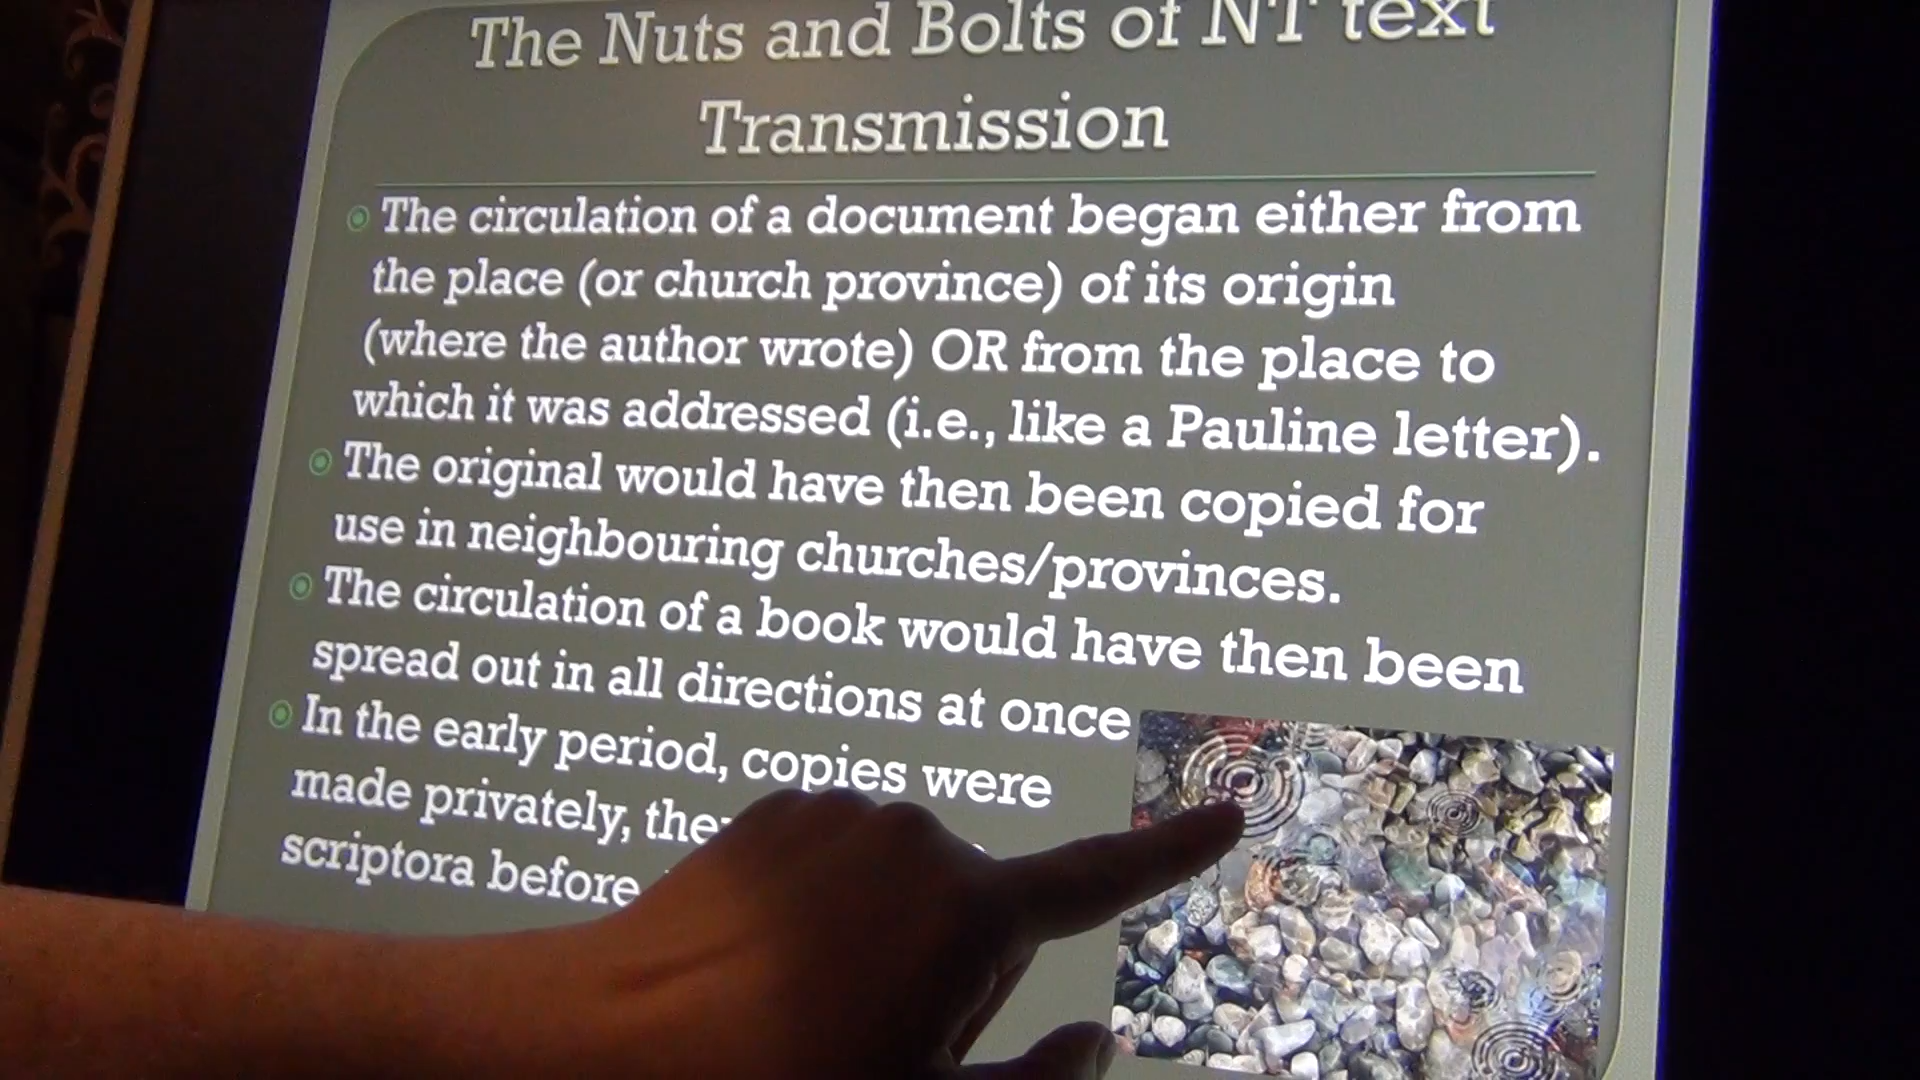 The Nuts and Bolts of NT text
Transmission
The circulation of a document began either from
the place (or church province) of its origin
(where the author wrote) OR from the place to
which it was addressed (i.e., like a Pauline letter).
The original would have then been copied for
use in neighbouring churches/provinces.
The circulation of a book would have then been
spread out in all directions at once
In the early period, copies were
made privately,
scriptora before